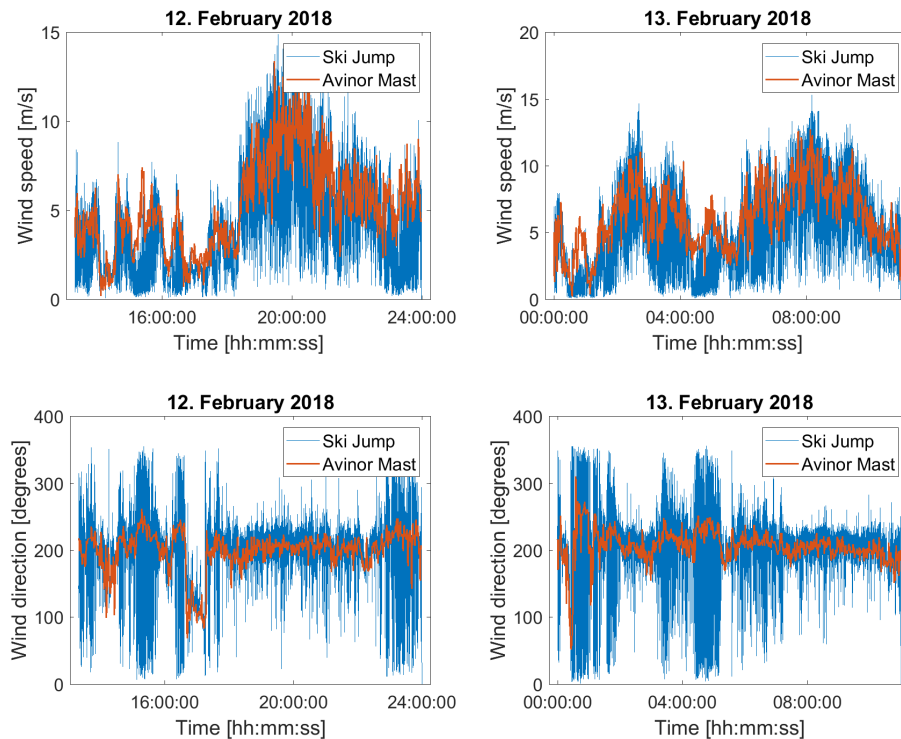 12. February 2018
15
10
5
0
Wind speed [m/s]
Ski Jump
Avinor Mast
16:00:00
20:00:00
24:00:00
Time [hh:mm:ss]
13. February 2018
20
15
10
5
0
Wind speed [m/s]
Ski Jump
Avinor Mast
00:00:00
04:00:00
08:00:00
Time [hh:mm:ss]
12. February 2018
400
300
200
100
0
Wind direction [degrees]
Ski Jump
Avinor Mast
16:00:00
20:00:00
24:00:00
Time [hh:mm:ss]
13. February 2018
400
300
200
100
0
Wind direction [degrees]
Ski Jump
Avinor Mast
00:00:00
04:00:00
08:00:00
Time [hh:mm:ss]